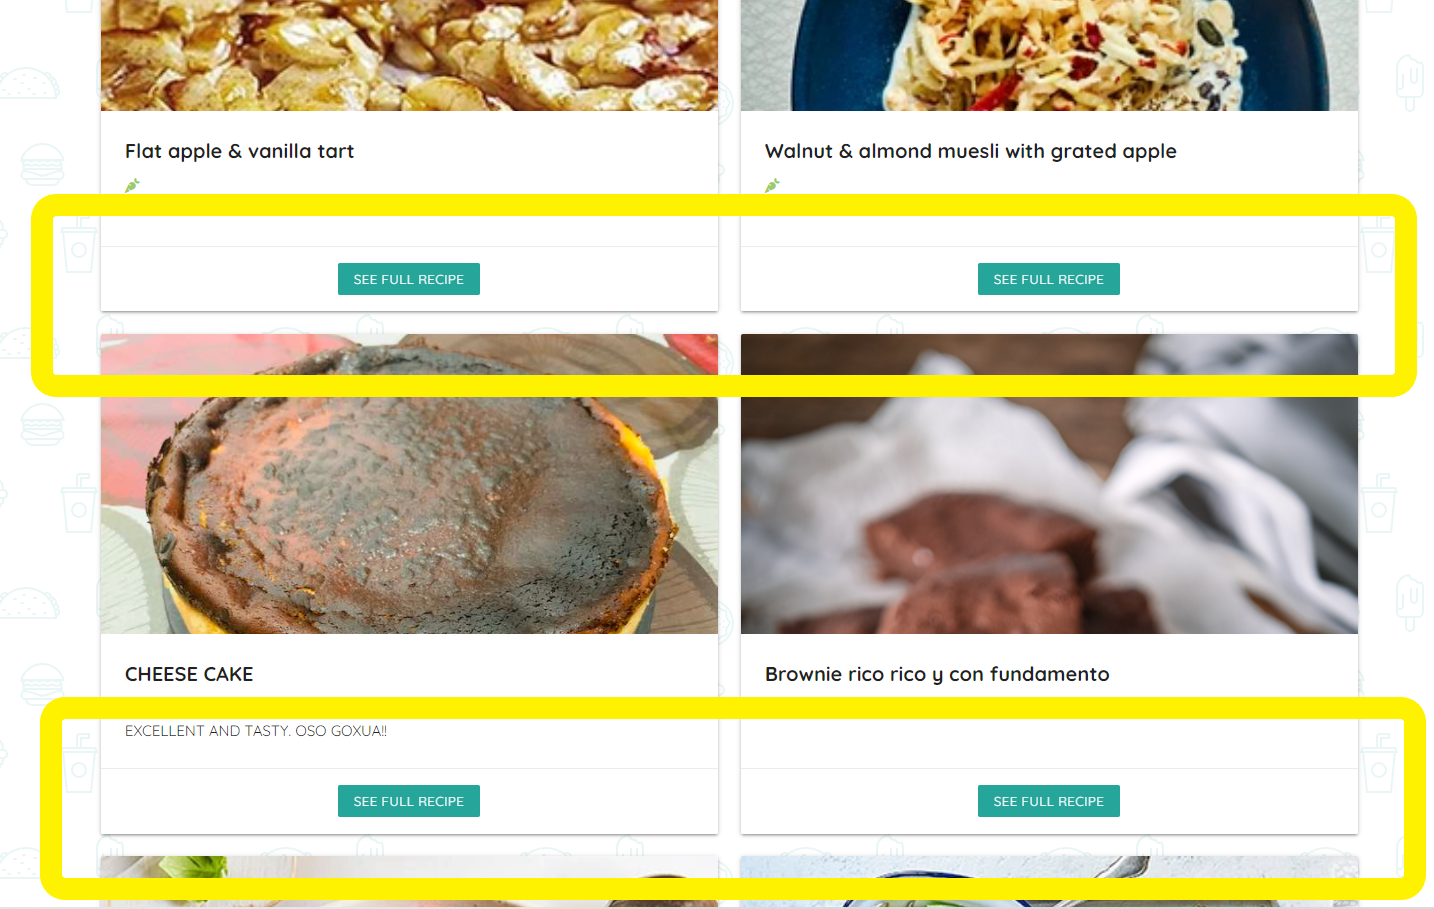 Flat apple & vanilla tart
Walnut & almond muesli with grated apple
SEE FULL RECIPE
SEE FULL RECIPE
CHEESE CAKE
Brownie rico rico y con fundamento
EXCELLENT AND TASTY. OSO GOXUA!!
SEE FULL RECIPE
SEE FULL RECIPE